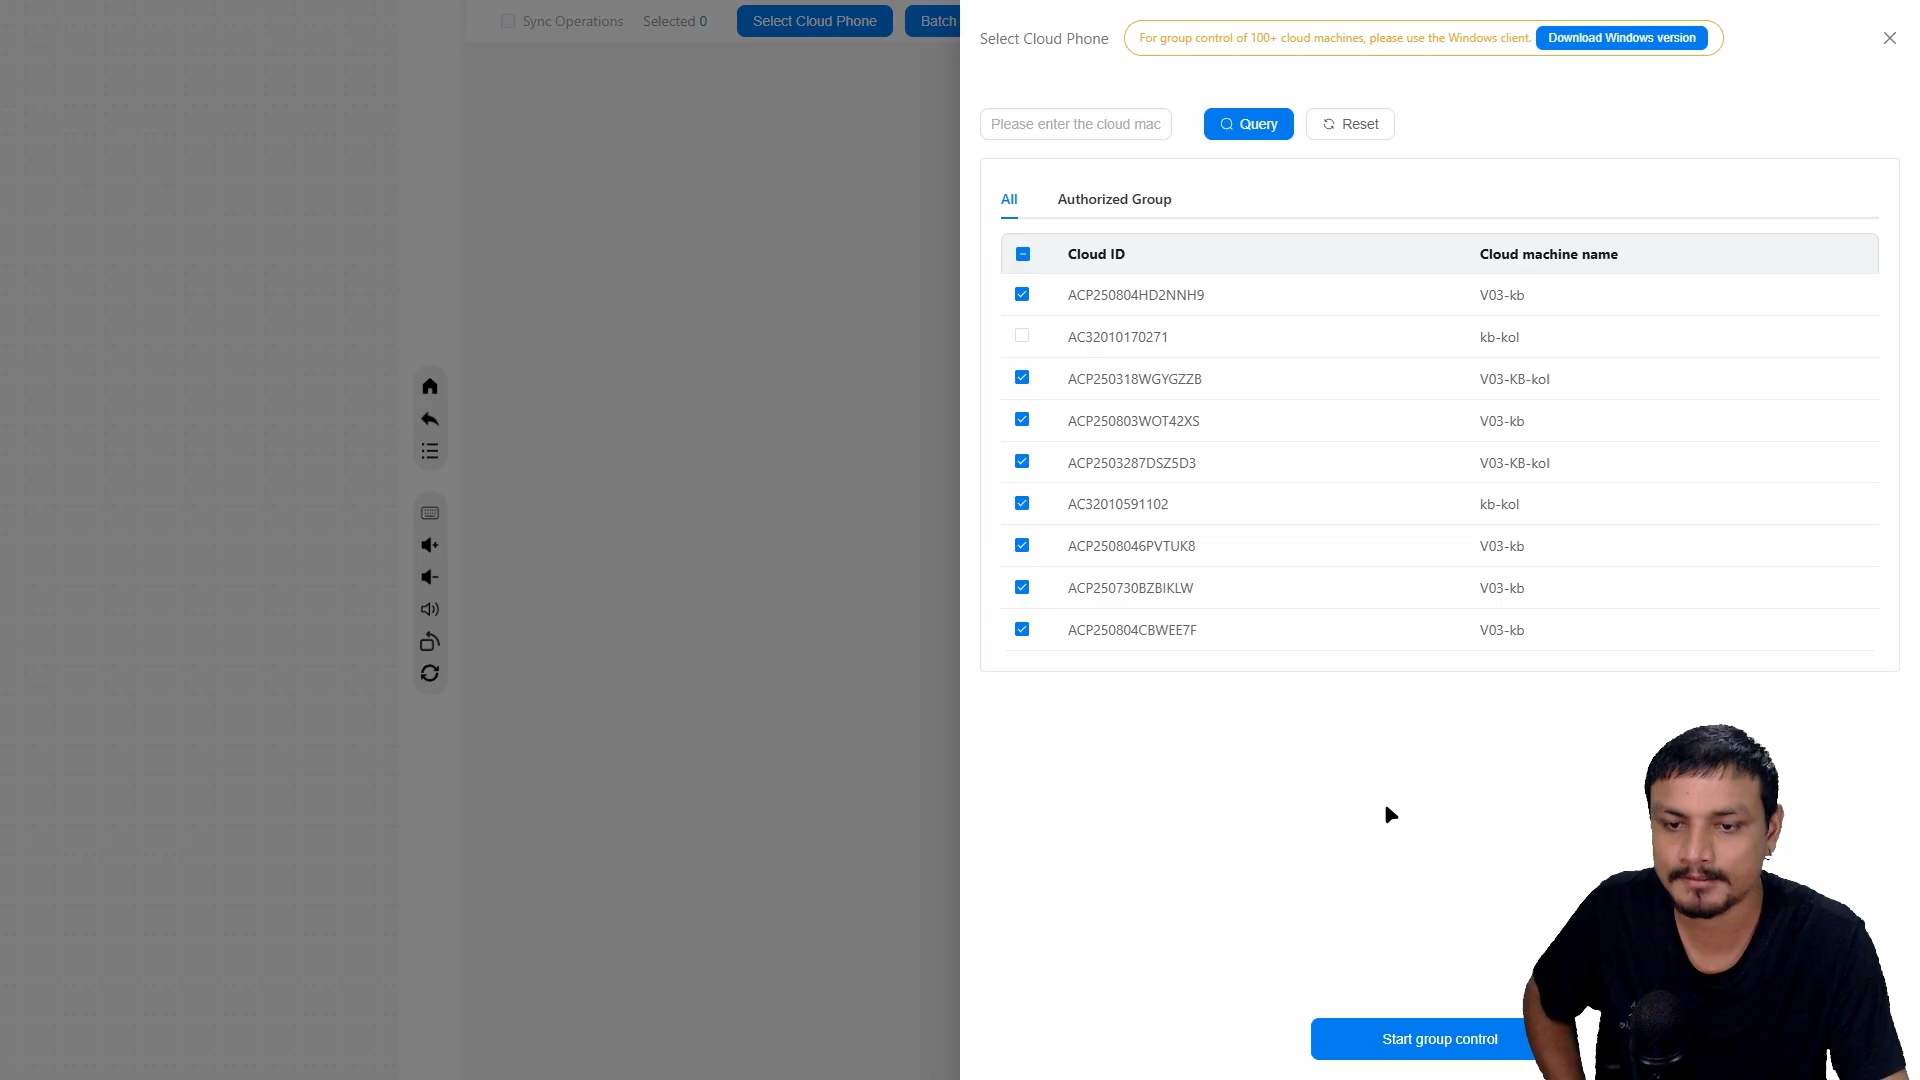 Sync Operations Selected 0 Select Cloud Phone Batch
Select Cloud Phone For group control of 100+ cloud machines, please use the Windows client. Download Windows version
Please enter the cloud mac Query Reset
All Authorized Group
Cloud ID Cloud machine name
ACP250804HD2NNH9 V03-kb
AC32010170271 kb-kol
ACP250318WGYGZZB V03-KB-kol
ACP250803WOT42XS V03-kb
ACP2503287DSZ5D3 V03-KB-kol
AC32010591102 kb-kol
ACP2508046PVTUK8 V03-kb
ACP250730BZBIKLW V03-kb
ACP250804CBWEE7F V03-kb
Start group control